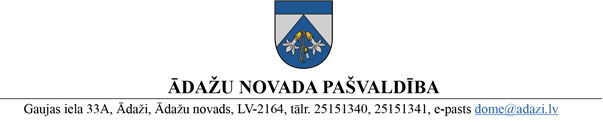 ĀDAŽU NOVADA PAŠVALDĪBA
Gaujas iela 33A, Ādaži, Ādažu novads, LV-2164, tālr. 25151340, 25151341, e-pasts dome@adazi.lv